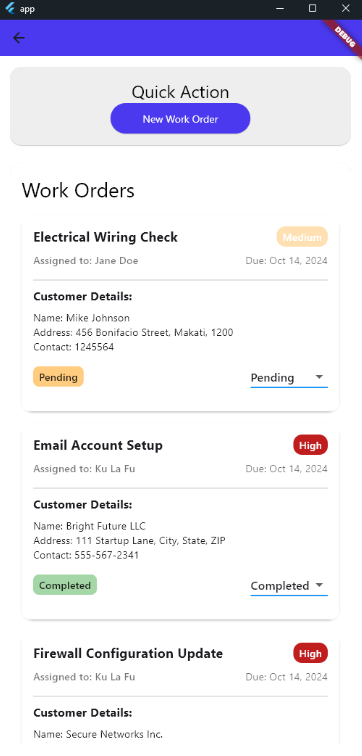 app
DEBUG
Quick Action
New Work Order
Work Orders
Electrical Wiring Check
Medium
Assigned to: Jane Doe
Due: Oct 14, 2024
Customer Details:
Name: Mike Johnson
Address: 456 Bonifacio Street, Makati, 1200
Contact: 1245564
Pending
Pending
Email Account Setup
High
Assigned to: Ku La Fu
Due: Oct 14, 2024
Customer Details:
Name: Bright Future LLC
Address: 111 Startup Lane, City, State, ZIP
Contact: 555-567-2341
Completed
Completed
Firewall Configuration Update
High
Assigned to: Ku La Fu
Due: Oct 14, 2024
Customer Details:
Name: Secure Networks Inc.